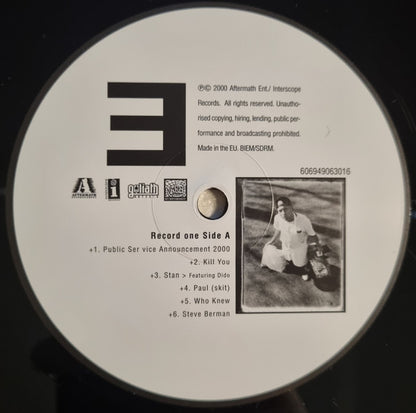 E
℗© 2000 Aftermath Ent./ Interscope
Records. All rights reserved. Unautho-
rised copying, hiring, lending, public per-
formance and broadcasting prohibited.
Made in the EU. BIEM/SDRM.
606949063016
A
AFTERMATH
i
goliath
Record one Side A
+1. Public Ser vice Announcement 2000
+2. Kill You
+3. Stan > Featuring Dido
+4. Paul (skit)
+5. Who Knew
+6. Steve Berman